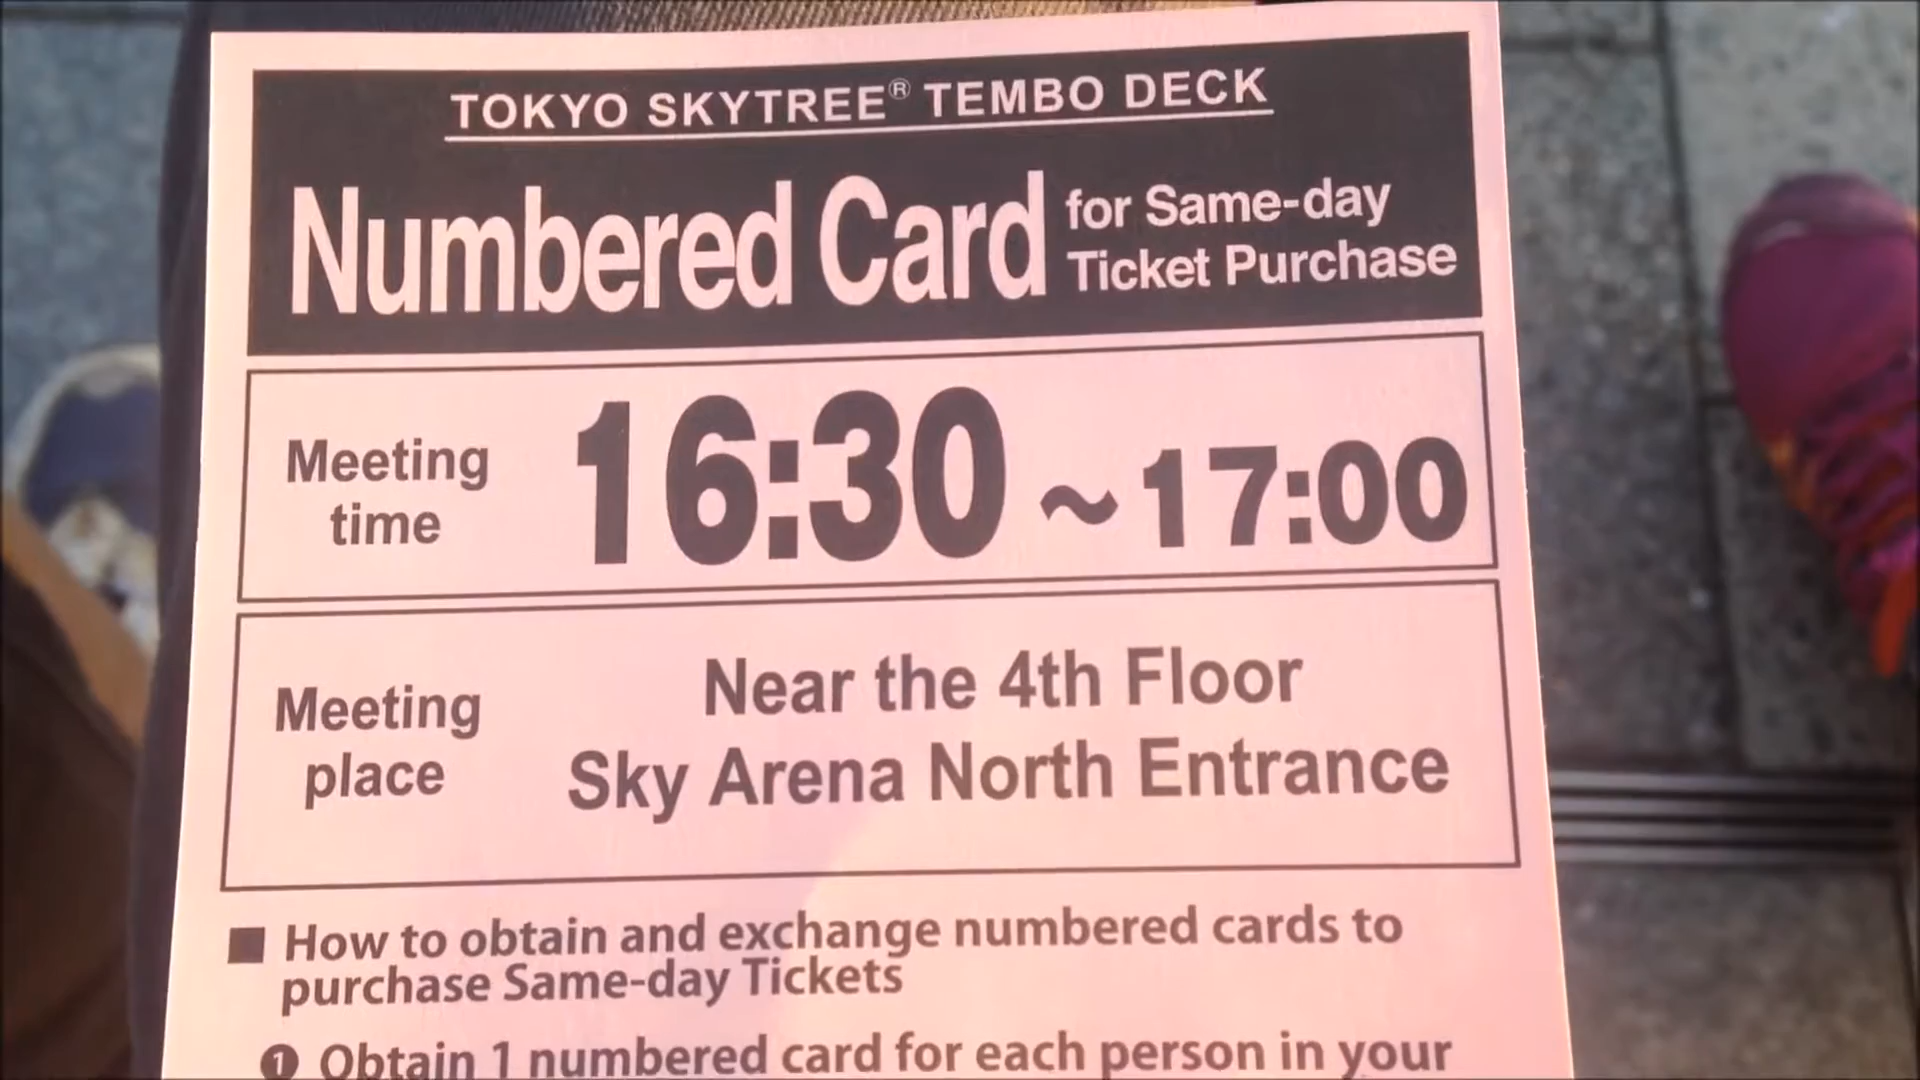 TOKYO SKYTREE® TEMBO DECK
Numbered Card for Same-day
Ticket Purchase
Meeting
time
16:30 ~17:00
Meeting
place
Near the 4th Floor
Sky Arena North Entrance
■ How to obtain and exchange numbered cards to
purchase Same-day Tickets
❶ Obtain 1 numbered card for each person in your